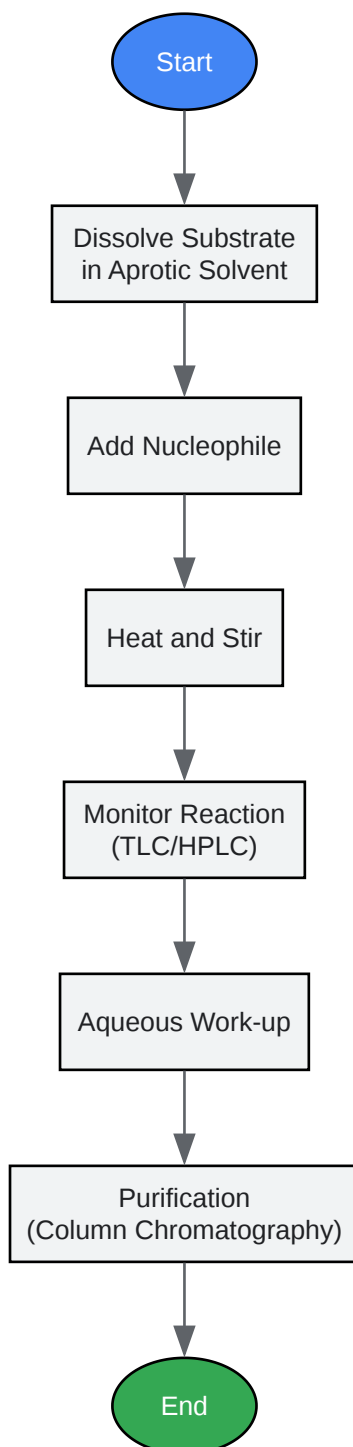 Start
Dissolve Substrate
in Aprotic Solvent
Add Nucleophile
Heat and Stir
Monitor Reaction
(TLC/HPLC)
Aqueous Work-up
Purification
(Column Chromatography)
End